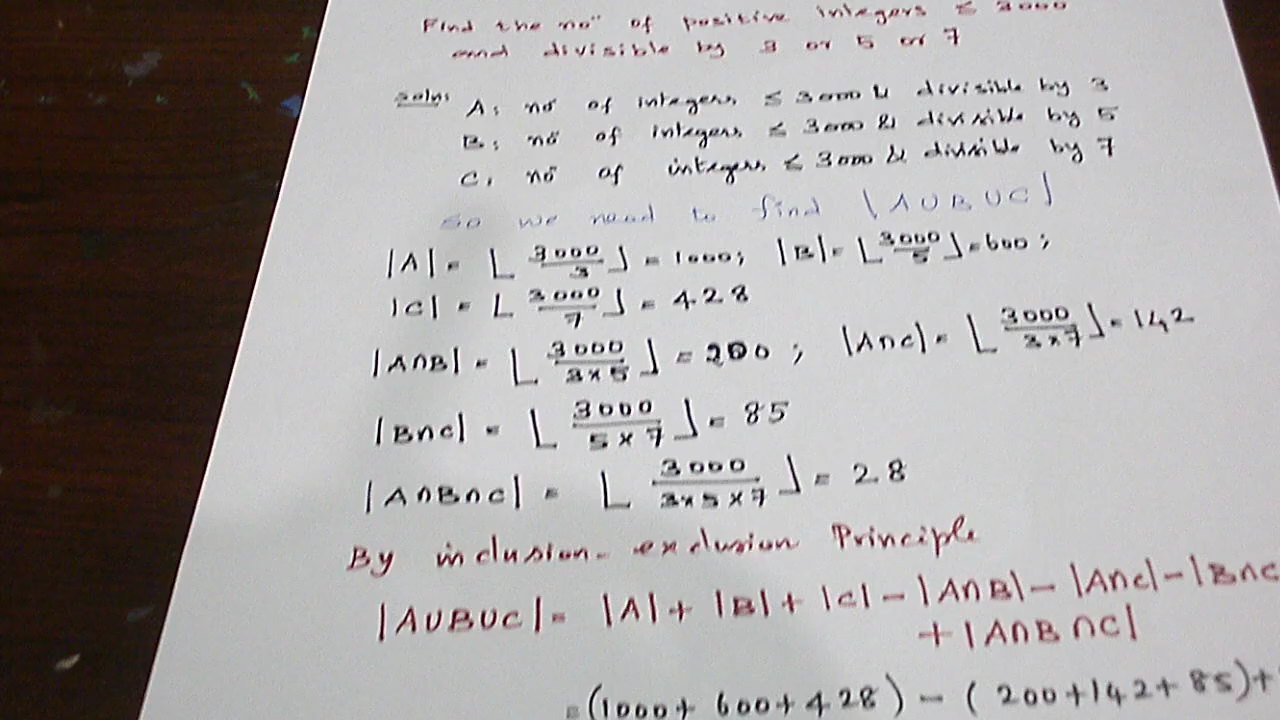 Find the no" of positive integers ≤ 3000
and divisible by 3 or 5 or 7
Soln: A: no" of integers ≤ 3000 & divisible by 3
B: no" of integers ≤ 3000 & divisible by 5
C: no" of integers ≤ 3000 & divisible by 7
So we need to find |A∪B∪C|
|A| = ⌊3000/3⌋ = 1000; |B| = ⌊3000/5⌋ = 600;
|C| = ⌊3000/7⌋ = 428
|A∩B| = ⌊3000/3×5⌋ = 200; |A∩C| = ⌊3000/3×7⌋ = 142
|B∩C| = ⌊3000/5×7⌋ = 85
|A∩B∩C| = ⌊3000/3×5×7⌋ = 28
By inclusion-exclusion Principle
|A∪B∪C| = |A| + |B| + |C| - |A∩B| - |A∩C| - |B∩C
+ |A∩B∩C|
= (1000 + 600 + 428) - (200 + 142 + 85) +